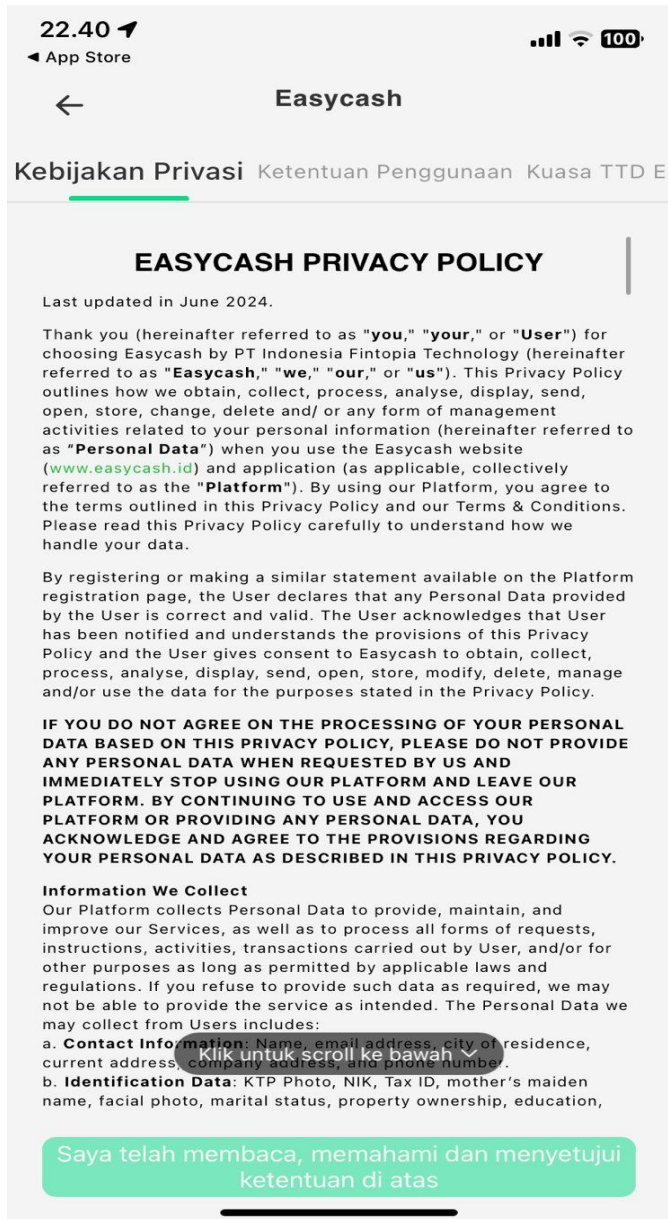 22.40
◀ App Store
100
Easycash
Kebijakan Privasi Ketentuan Penggunaan Kuasa TTD E
EASYCASH PRIVACY POLICY
Last updated in June 2024.
Thank you (hereinafter referred to as "you," "your," or "User") for
choosing Easycash by PT Indonesia Fintopia Technology (hereinafter
referred to as "Easycash," "we," "our," or "us"). This Privacy Policy
outlines how we obtain, collect, process, analyse, display, send,
open, store, change, delete and/ or any form of management
activities related to your personal information (hereinafter referred to
as “Personal Data”) when you use the Easycash website
(www.easycash.id) and application (as applicable, collectively
referred to as the "Platform"). By using our Platform, you agree to
the terms outlined in this Privacy Policy and our Terms & Conditions.
Please read this Privacy Policy carefully to understand how we
handle your data.
By registering or making a similar statement available on the Platform
registration page, the User declares that any Personal Data provided
by the User is correct and valid. The User acknowledges that User
has been notified and understands the provisions of this Privacy
Policy and the User gives consent to Easycash to obtain, collect,
process, analyse, display, send, open, store, modify, delete, manage
and/or use the data for the purposes stated in the Privacy Policy.
IF YOU DO NOT AGREE ON THE PROCESSING OF YOUR PERSONAL
DATA BASED ON THIS PRIVACY POLICY, PLEASE DO NOT PROVIDE
ANY PERSONAL DATA WHEN REQUESTED BY US AND
IMMEDIATELY STOP USING OUR PLATFORM AND LEAVE OUR
PLATFORM. BY CONTINUING TO USE AND ACCESS OUR
PLATFORM OR PROVIDING ANY PERSONAL DATA, YOU
ACKNOWLEDGE AND AGREE TO THE PROVISIONS REGARDING
YOUR PERSONAL DATA AS DESCRIBED IN THIS PRIVACY POLICY.
Information We Collect
Our Platform collects Personal Data to provide, maintain, and
improve our Services, as well as to process all forms of requests,
instructions, activities, transactions carried out by User, and/or for
other purposes as long as permitted by applicable laws and
regulations. If you refuse to provide such data as required, we may
not be able to provide the service as intended. The Personal Data we
may collect from Users includes:
a. Contact Information: Name, email address, city of residence,
current address, company address, and phone number.
Klik untuk scroll ke bawah
b. Identification Data: KTP Photo, NIK, Tax ID, mother's maiden
name, facial photo, marital status, property ownership, education,
Saya telah membaca, memahami dan menyetujui
ketentuan di atas